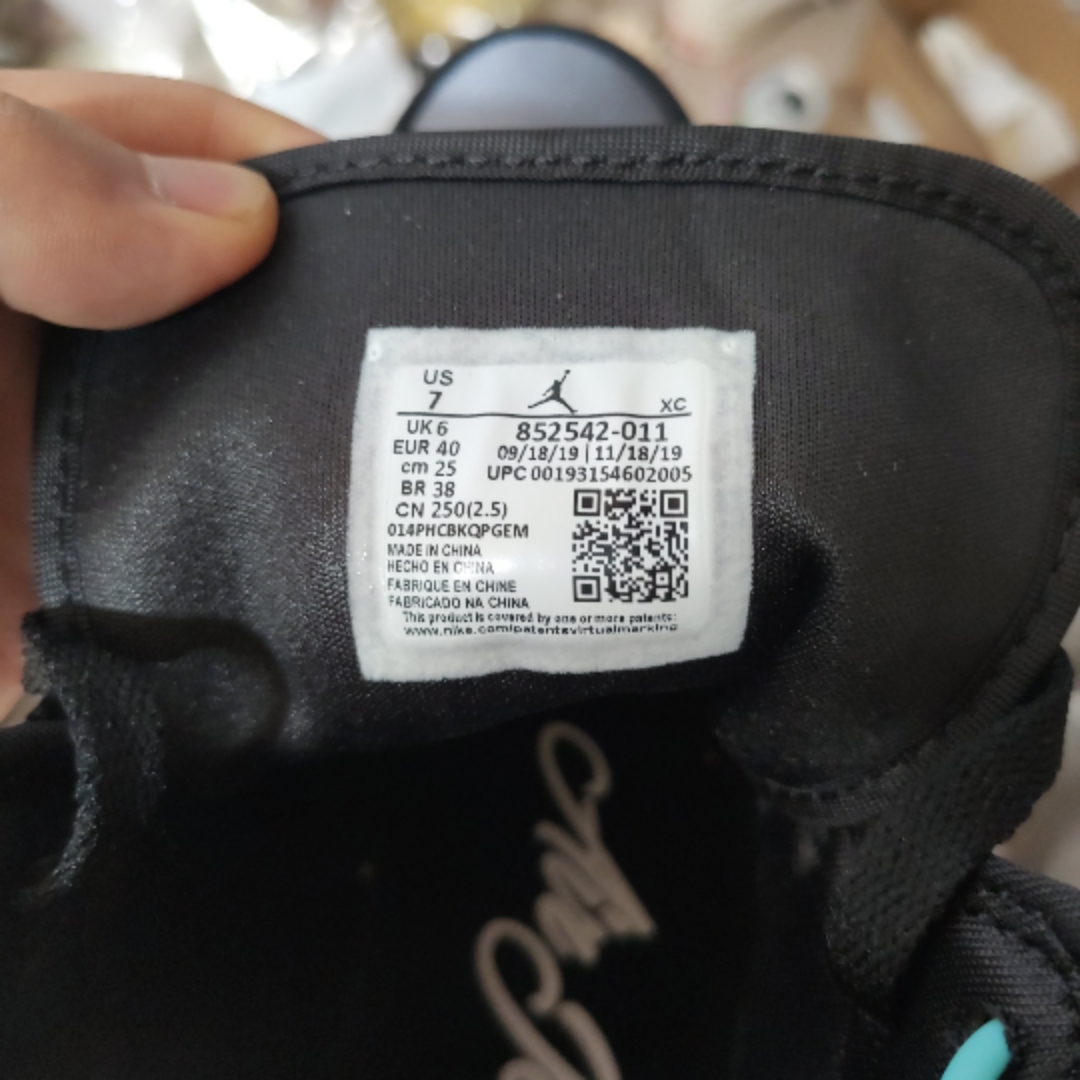 US
7
XC
UK 6
EUR 40
cm 25
BR 38
CN 250(2.5)
852542-011
09/18/19 | 11/18/19
UPC 00193154602005
014PHCBKQPGEM
MADE IN CHINA
HECHO EN CHINA
FABRIQUE EN CHINE
FABRICADO NA CHINA
This product is covered by one or more patents:
www.nike.com/patentsvirtualmarking